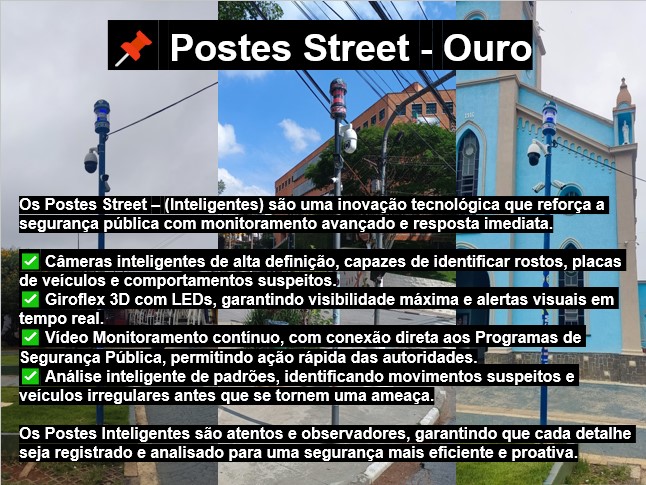 📌 Postes Street - Ouro
Os Postes Street – (Inteligentes) são uma inovação tecnológica que reforça a
segurança pública com monitoramento avançado e resposta imediata.
✅ Câmeras inteligentes de alta definição, capazes de identificar rostos, placas
de veículos e comportamentos suspeitos.
✅ Giroflex 3D com LEDs, garantindo visibilidade máxima e alertas visuais em
tempo real.
✅ Vídeo Monitoramento contínuo, com conexão direta aos Programas de
Segurança Pública, permitindo ação rápida das autoridades.
✅ Análise inteligente de padrões, identificando movimentos suspeitos e
veículos irregulares antes que se tornem uma ameaça.
Os Postes Inteligentes são atentos e observadores, garantindo que cada detalhe
seja registrado e analisado para uma segurança mais eficiente e proativa.